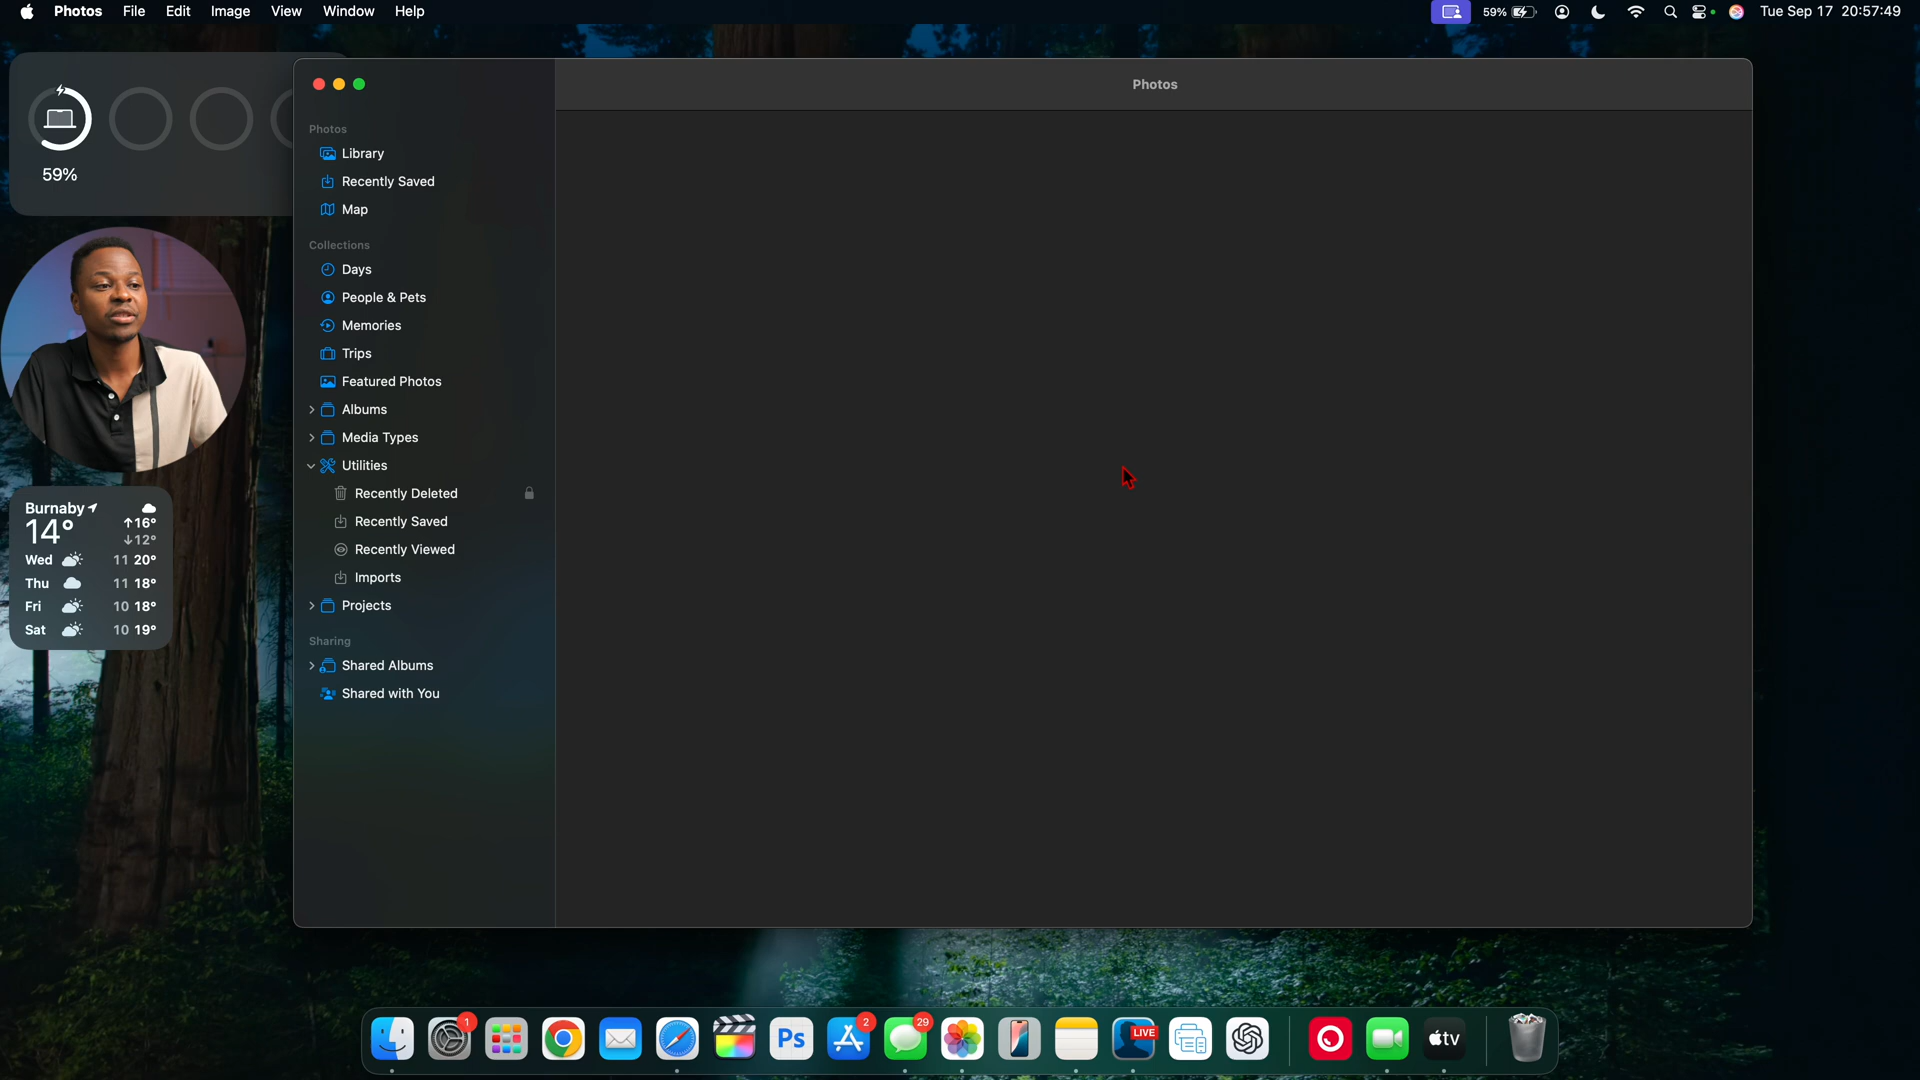 Photos File Edit Image View Window Help
59% Tue Sep 17 20:57:49
59%
Burnaby
14° ↑16°
↓12°
Wed 11 20°
Thu 11 18°
Fri 10 18°
Sat 10 19°
Photos
Photos
Library
Recently Saved
Map
Collections
Days
People & Pets
Memories
Trips
Featured Photos
Albums
Media Types
Utilities
Recently Deleted
Recently Saved
Recently Viewed
Imports
Projects
Sharing
Shared Albums
Shared with You
1 Ps 2 29 LIVE tv